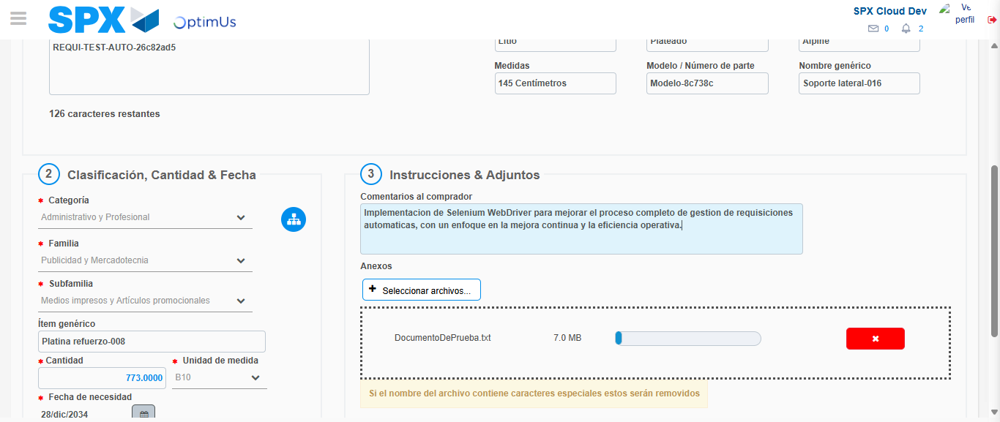 SPX
OptimUs
SPX Cloud Dev
Ve
perfil
0
2
REQUI-TEST-AUTO-26c82ad5
Litio
Plateado
Alpine
Medidas
Modelo / Número de parte
Nombre genérico
145 Centímetros
Modelo-8c738c
Soporte lateral-016
126 caracteres restantes
2
Clasificación, Cantidad & Fecha
* Categoría
Administrativo y Profesional
* Familia
Publicidad y Mercadotecnia
* Subfamilia
Medios impresos y Artículos promocionales
Ítem genérico
Platina refuerzo-008
* Cantidad
* Unidad de medida
773.0000
B10
* Fecha de necesidad
28/dic/2034
3
Instrucciones & Adjuntos
Comentarios al comprador
Implementacion de Selenium WebDriver para mejorar el proceso completo de gestion de requisiciones
automaticas, con un enfoque en la mejora continua y la eficiencia operativa.
Anexos
+ Seleccionar archivos...
DocumentoDePrueba.txt
7.0 MB
Si el nombre del archivo contiene caracteres especiales estos serán removidos